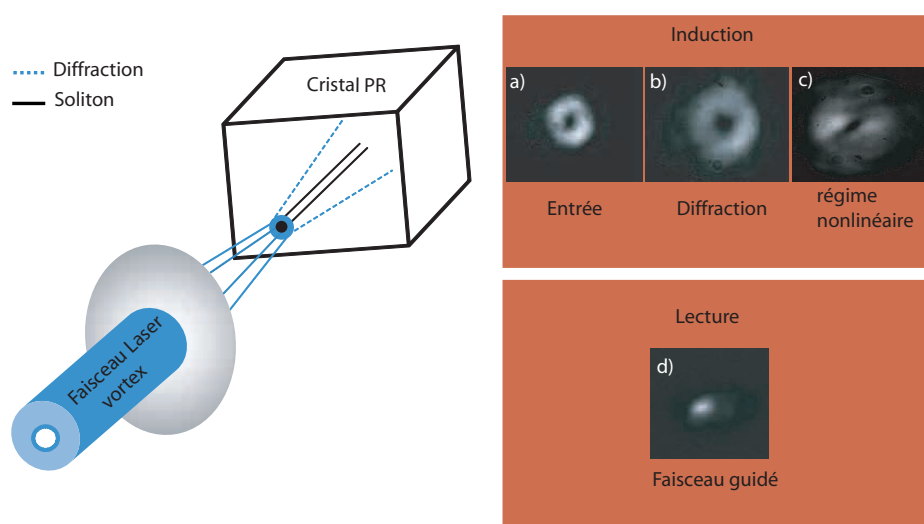 Diffraction
Soliton
Cristal PR
Faisceau Laser
vortex
Induction
a)
b)
c)
Entrée
Diffraction
régime
nonlinéaire
Lecture
d)
Faisceau guidé